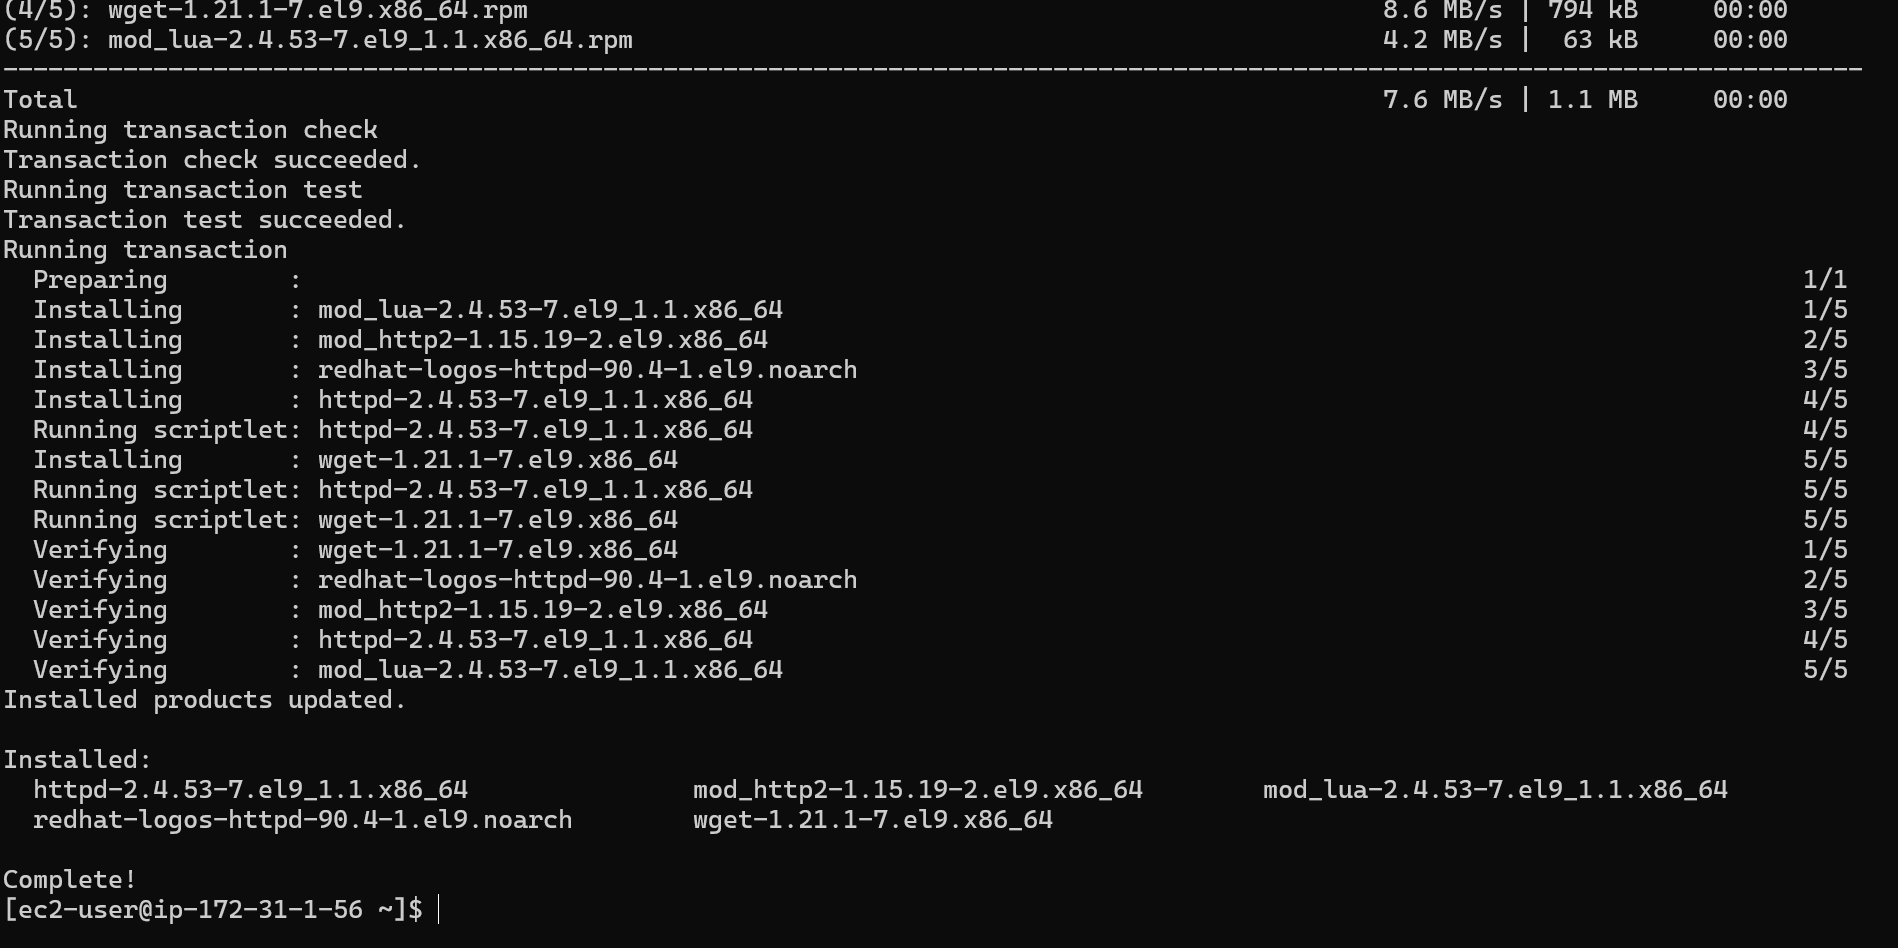 (4/5): wget-1.21.1-7.el9.x86_64.rpm 8.6 MB/s | 794 kB 00:00
(5/5): mod_lua-2.4.53-7.el9_1.1.x86_64.rpm 4.2 MB/s | 63 kB 00:00
--------------------------------------------------------------------------------------------------------------------------------
Total 7.6 MB/s | 1.1 MB 00:00
Running transaction check
Transaction check succeeded.
Running transaction test
Transaction test succeeded.
Running transaction
Preparing : 1/1
Installing : mod_lua-2.4.53-7.el9_1.1.x86_64 1/5
Installing : mod_http2-1.15.19-2.el9.x86_64 2/5
Installing : redhat-logos-httpd-90.4-1.el9.noarch 3/5
Installing : httpd-2.4.53-7.el9_1.1.x86_64 4/5
Running scriptlet: httpd-2.4.53-7.el9_1.1.x86_64 4/5
Installing : wget-1.21.1-7.el9.x86_64 5/5
Running scriptlet: httpd-2.4.53-7.el9_1.1.x86_64 5/5
Running scriptlet: wget-1.21.1-7.el9.x86_64 5/5
Verifying : wget-1.21.1-7.el9.x86_64 1/5
Verifying : redhat-logos-httpd-90.4-1.el9.noarch 2/5
Verifying : mod_http2-1.15.19-2.el9.x86_64 3/5
Verifying : httpd-2.4.53-7.el9_1.1.x86_64 4/5
Verifying : mod_lua-2.4.53-7.el9_1.1.x86_64 5/5
Installed products updated.
Installed:
httpd-2.4.53-7.el9_1.1.x86_64 mod_http2-1.15.19-2.el9.x86_64 mod_lua-2.4.53-7.el9_1.1.x86_64
redhat-logos-httpd-90.4-1.el9.noarch wget-1.21.1-7.el9.x86_64
Complete!
[ec2-user@ip-172-31-1-56 ~]$